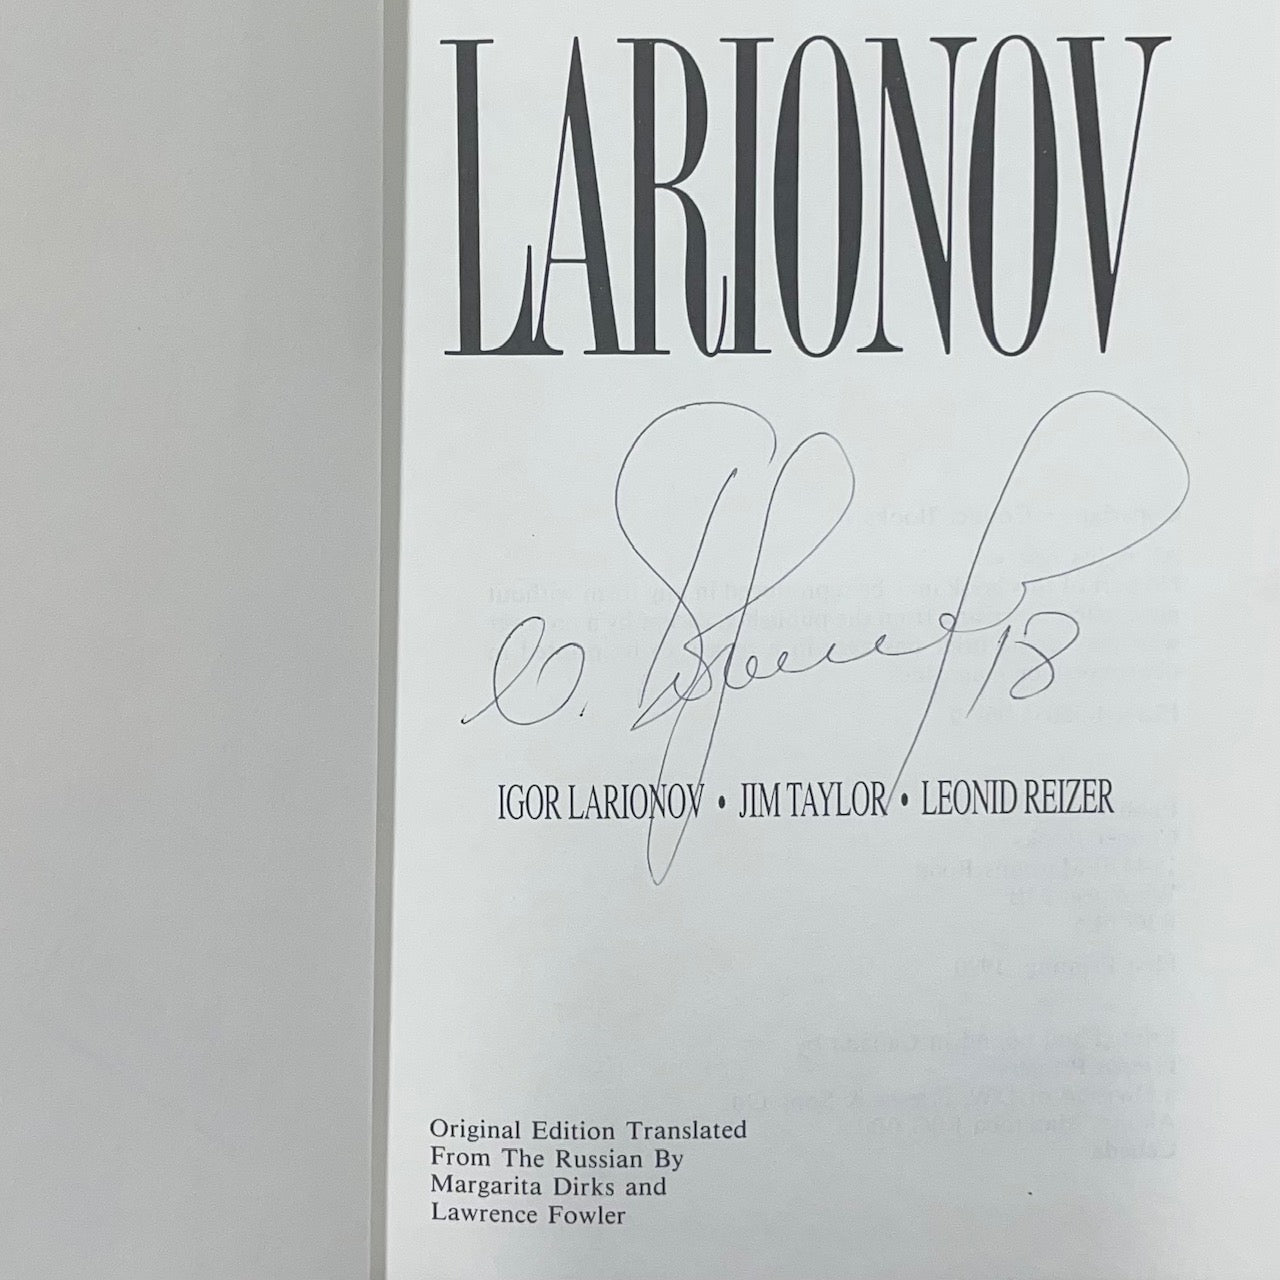 LARIONOV
18
IGOR LARIONOV • JIM TAYLOR • LEONID REIZER
Original Edition Translated
From The Russian By
Margarita Dirks and
Lawrence Fowler